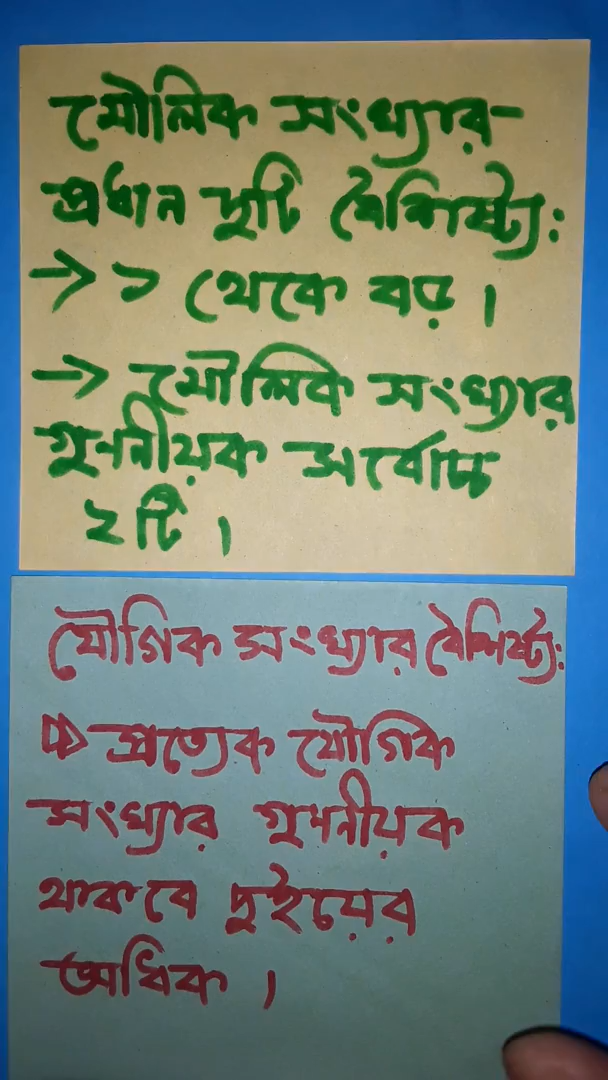 মৌলিক সংখ্যার-
প্রধান দুটি বৈশিষ্ট্য:
→ ১ থেকে বড়।
→ মৌলিক সংখ্যার
গুণনীয়ক সর্বোচ্চ
২টি।
যৌগিক সংখ্যার বৈশিষ্ট্য:
⇨ প্রত্যেক যৌগিক
সংখ্যার গুণনীয়ক
থাকবে দুইয়ের
অধিক।